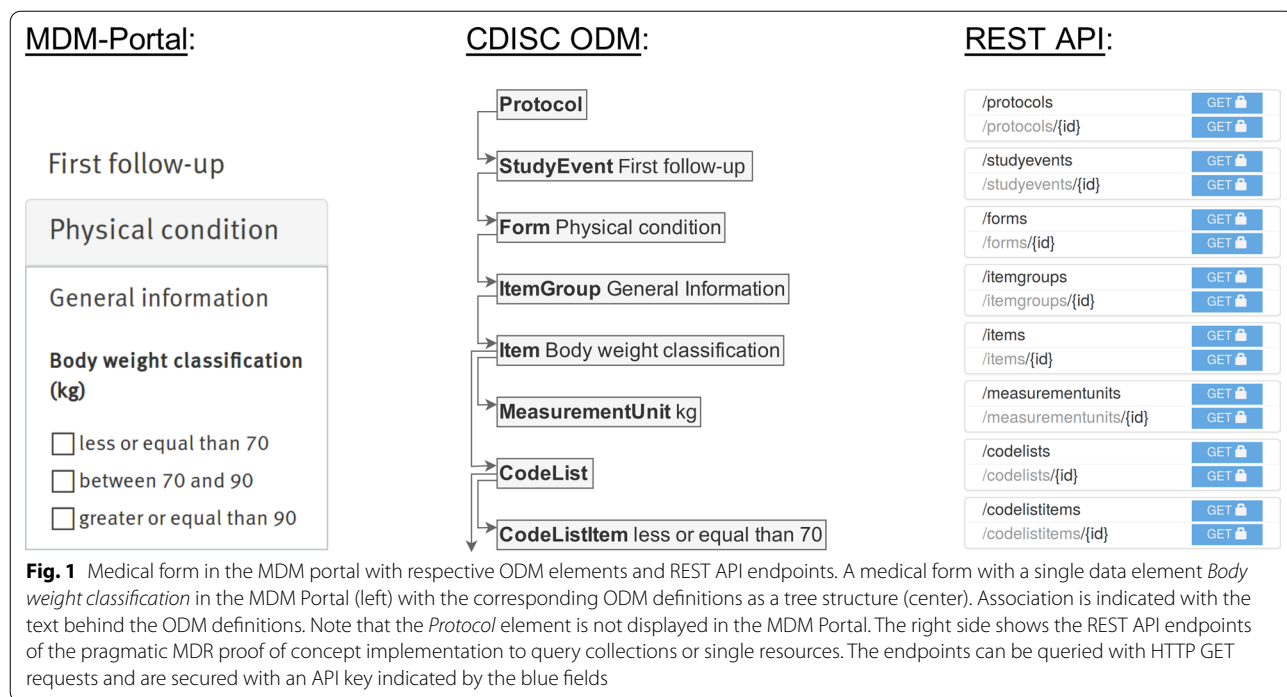 MDM-Portal:
First follow-up
Physical condition
General information
Body weight classification
(kg)
less or equal than 70
between 70 and 90
greater or equal than 90
CDISC ODM:
Protocol
StudyEvent First follow-up
Form Physical condition
ItemGroup General Information
Item Body weight classification
MeasurementUnit kg
CodeList
CodeListItem less or equal than 70
REST API:
/protocols GET
/protocols/{id} GET
/studyevents GET
/studyevents/{id} GET
/forms GET
/forms/{id} GET
/itemgroups GET
/itemgroups/{id} GET
/items GET
/items/{id} GET
/measurementunits GET
/measurementunits/{id} GET
/codelists GET
/codelists/{id} GET
/codelistitems GET
/codelistitems/{id} GET
Fig. 1 Medical form in the MDM portal with respective ODM elements and REST API endpoints. A medical form with a single data element Body
weight classification in the MDM Portal (left) with the corresponding ODM definitions as a tree structure (center). Association is indicated with the
text behind the ODM definitions. Note that the Protocol element is not displayed in the MDM Portal. The right side shows the REST API endpoints
of the pragmatic MDR proof of concept implementation to query collections or single resources. The endpoints can be queried with HTTP GET
requests and are secured with an API key indicated by the blue fields